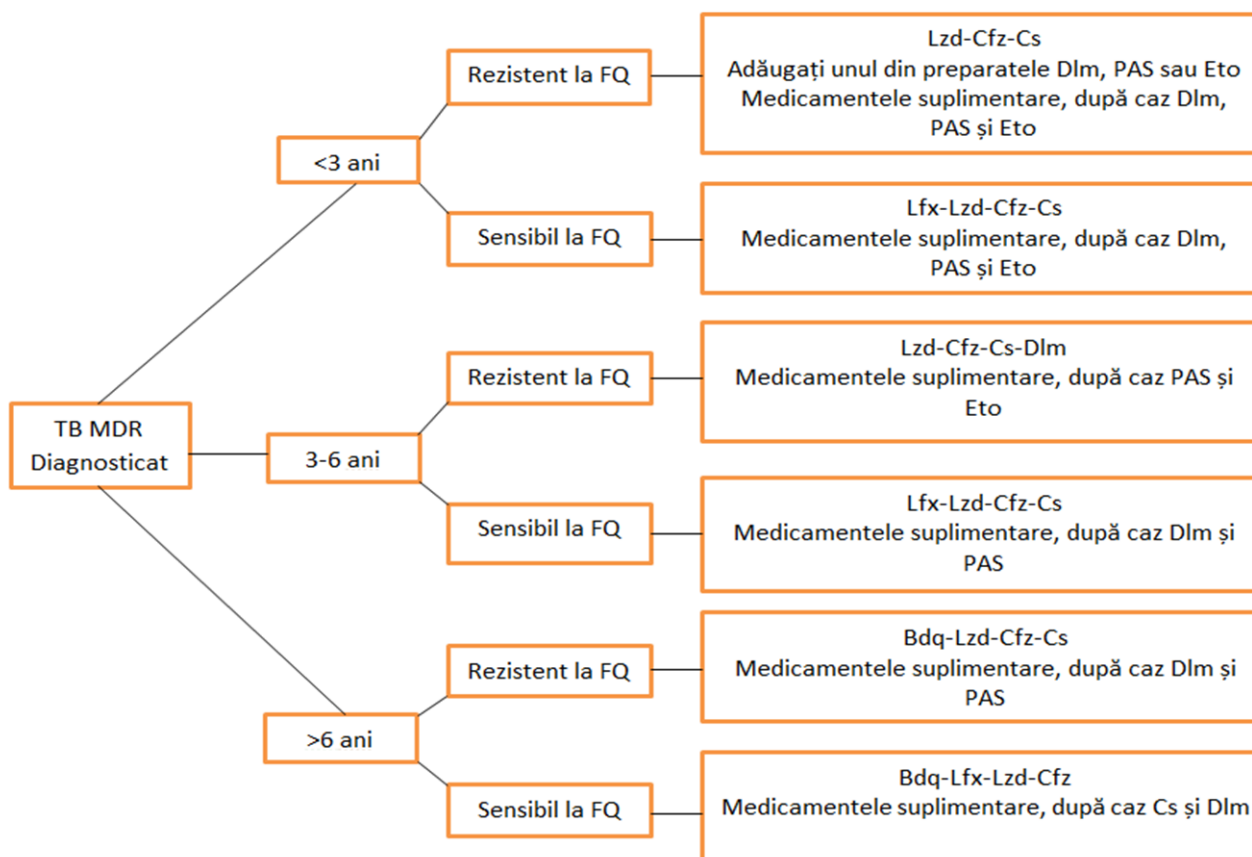 TB MDR
Diagnosticat
<3 ani
Rezistent la FQ
Lzd-Cfz-Cs
Adăugați unul din preparatele Dlm, PAS sau Eto
Medicamentele suplimentare, după caz Dlm,
PAS și Eto
Sensibil la FQ
Lfx-Lzd-Cfz-Cs
Medicamentele suplimentare, după caz Dlm,
PAS și Eto
3-6 ani
Rezistent la FQ
Lzd-Cfz-Cs-Dlm
Medicamentele suplimentare, după caz PAS și
Eto
Sensibil la FQ
Lfx-Lzd-Cfz-Cs
Medicamentele suplimentare, după caz Dlm și
PAS
>6 ani
Rezistent la FQ
Bdq-Lzd-Cfz-Cs
Medicamentele suplimentare, după caz Dlm și
PAS
Sensibil la FQ
Bdq-Lfx-Lzd-Cfz
Medicamentele suplimentare, după caz Cs și Dlm